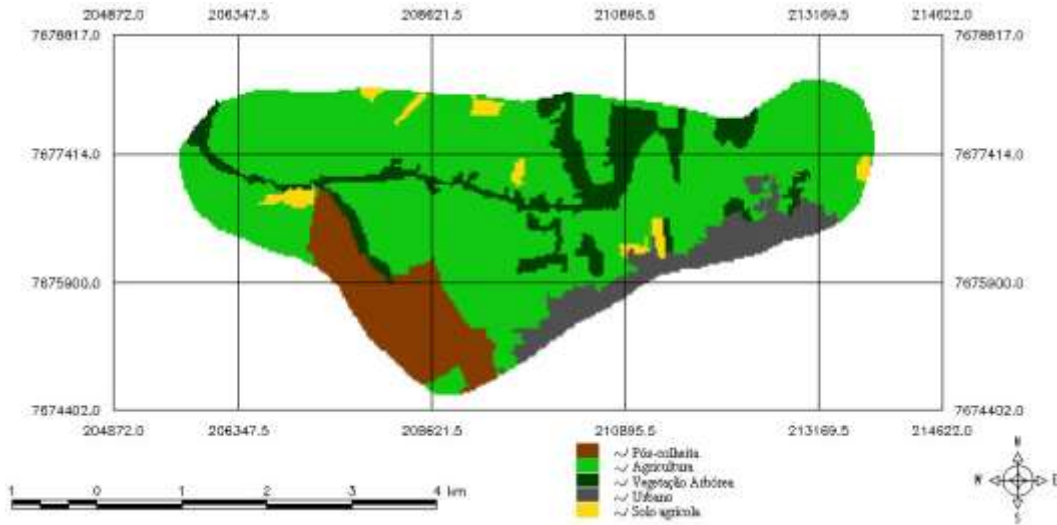 204872.0 206347.5 208621.5 210895.5 213169.5 214622.0
7678817.0 7678817.0
7677414.0 7677414.0
7675900.0 7675900.0
7674402.0 7674402.0
204872.0 206347.5 208621.5 210895.5 213169.5 214622.0
Pós-colheita
Agricultura
Vegetação Arbórea
Urbano
Solo agrícola
1 0 1 2 3 4 km
N
W E
S